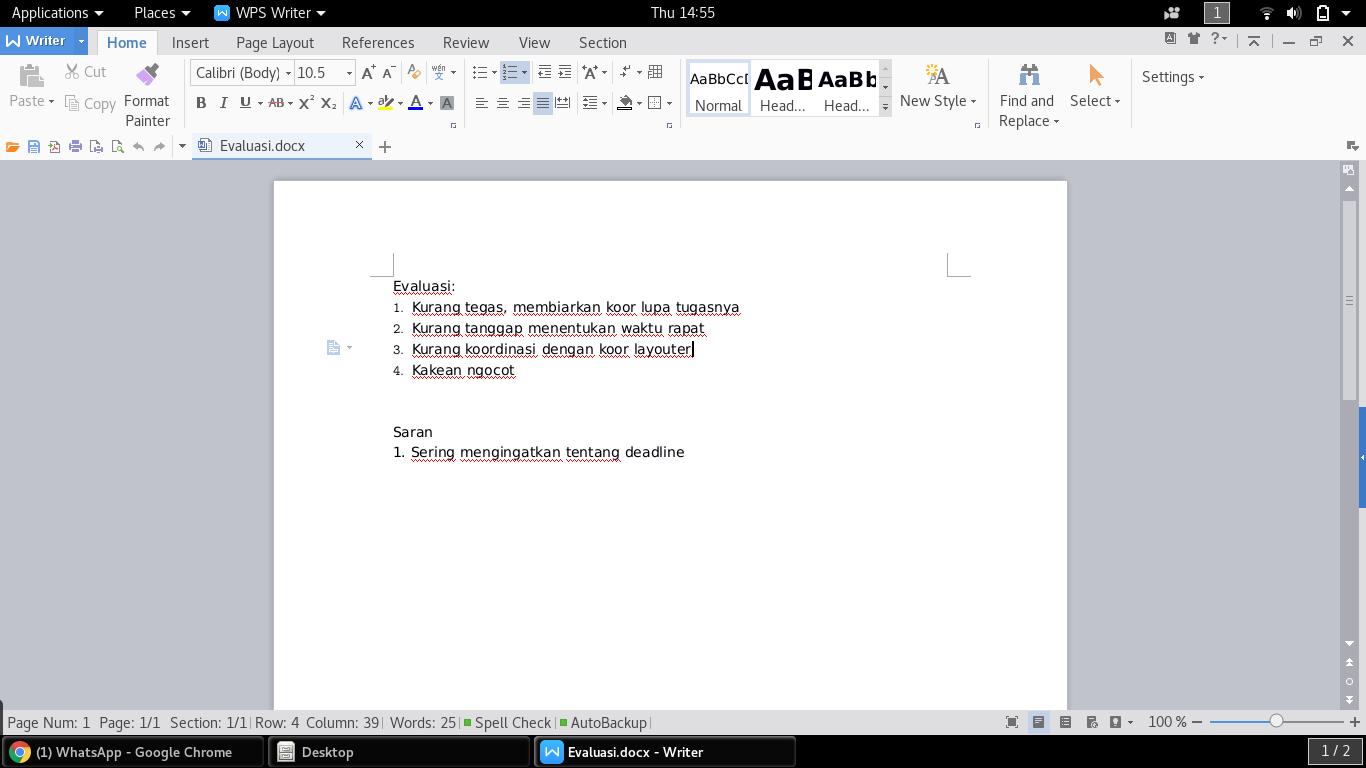 Applications Places WPS Writer Thu 14:55 1
Writer Home Insert Page Layout References Review View Section
Paste Cut Copy Format Painter Calibri (Body) 10.5 AaBbCcD Normal AaB Head... AaBb Head... New Style Find and Replace Select Settings
Evaluasi.docx
Evaluasi:
1. Kurang tegas, membiarkan koor lupa tugasnya
2. Kurang tanggap menentukan waktu rapat
3. Kurang koordinasi dengan koor layouter
4. Kakean ngocot
Saran
1. Sering mengingatkan tentang deadline
Page Num: 1 Page: 1/1 Section: 1/1 Row: 4 Column: 39 Words: 25 Spell Check AutoBackup 100 %
(1) WhatsApp - Google Chrome Desktop Evaluasi.docx - Writer 1 / 2